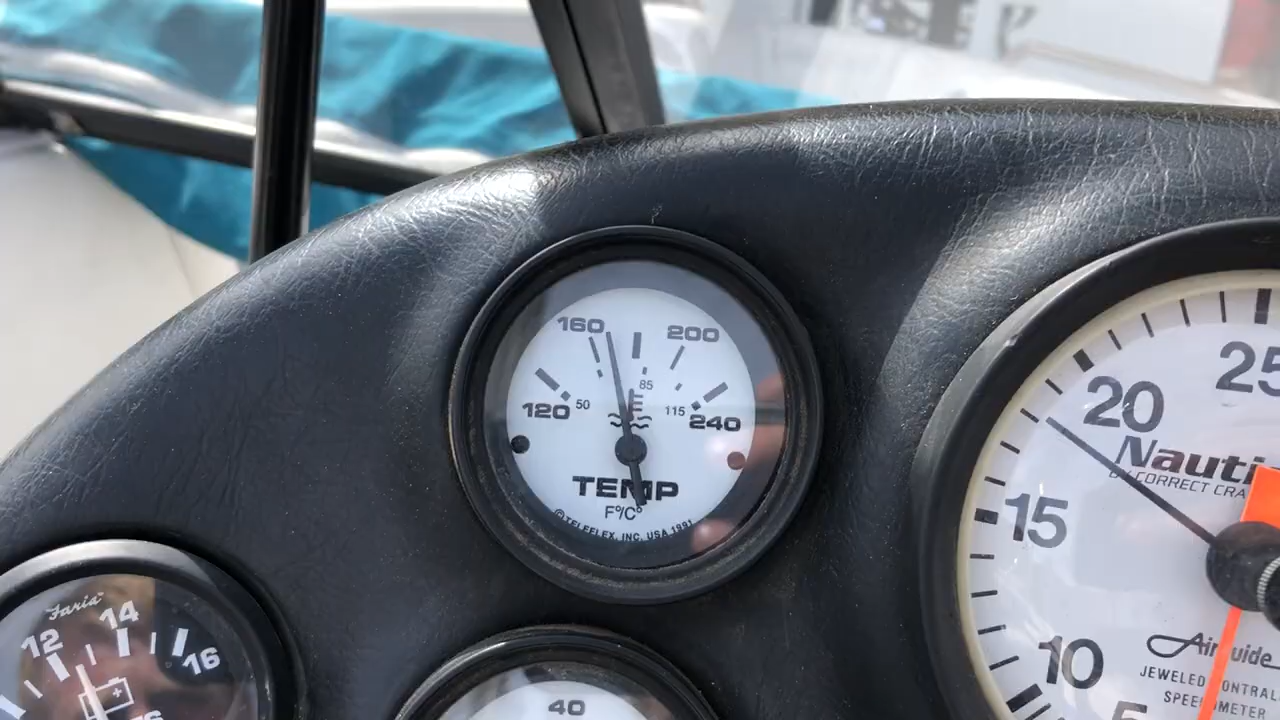 160
200
85
120
50
115
240
TEMP
F°/C°
©TELEFLEX, INC. USA 1991
25
20
Nauti
BY CORRECT CRA
15
10
5
Airguide
JEWELED
SPEEDOMETER
Faria
12
14
16
40